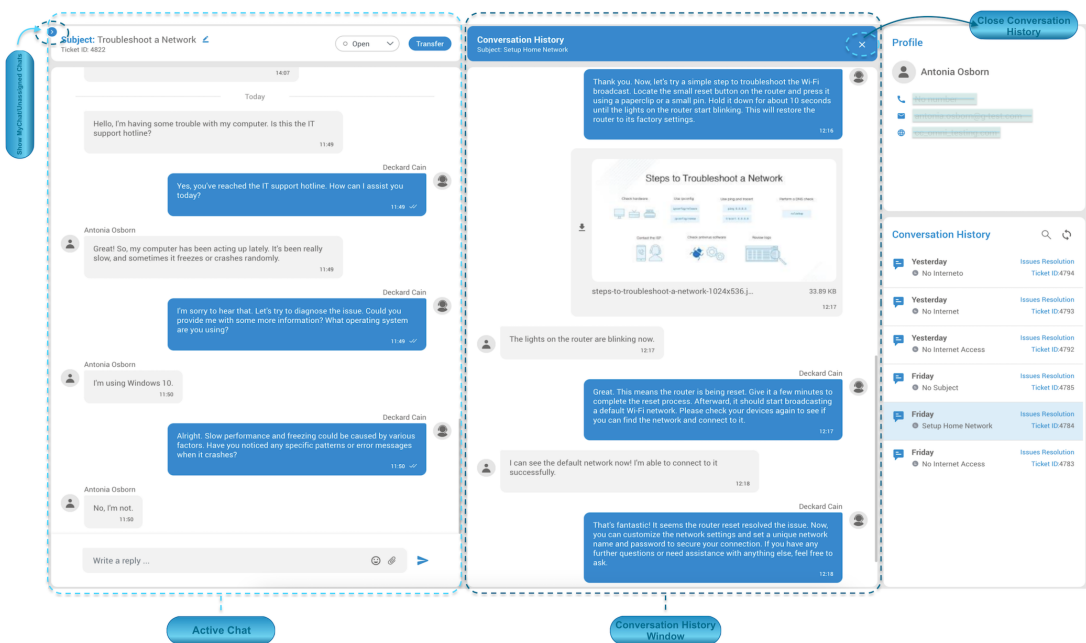 Show MyChat/Unassigned Chats
Subject: Troubleshoot a Network
Ticket ID: 4822
Open
Transfer
14:07
Today
Hello, I'm having some trouble with my computer. Is this the IT
support hotline?
11:49
Deckard Cain
Yes, you've reached the IT support hotline. How can I assist you
today?
11:49
Antonia Osborn
Great! So, my computer has been acting up lately. It's been really
slow, and sometimes it freezes or crashes randomly.
11:49
I'm sorry to hear that. Let's try to diagnose the issue. Could you
provide me with some more information? What operating system
are you using?
11:49
Antonia Osborn
I'm using Windows 10.
11:50
Deckard Cain
Alright. Slow performance and freezing could be caused by various
factors. Have you noticed any specific patterns or error messages
when it crashes?
11:50
Antonia Osborn
No, I'm not.
11:50
Write a reply ...
Active Chat
Conversation History
Subject: Setup Home Network
Thank you. Now, let's try a simple step to troubleshoot the Wi-Fi
broadcast. Locate the small reset button on the router and press it
using a paperclip or a small pin. Hold it down for about 10 seconds
until the lights on the router start blinking. This will restore the
router to its factory settings.
12:16
Steps to Troubleshoot a Network
Check hardware
Use ipconfig
Use ping and tracert
Perform a DNS check
Contact the ISP
Check antivirus software
Review logs
steps-to-troubleshoot-a-network-1024x536.j...
33.89 KB
12:17
The lights on the router are blinking now.
12:17
Deckard Cain
Great. This means the router is being reset. Give it a few minutes to
complete the reset process. Afterward, it should start broadcasting
a default Wi-Fi network. Please check your devices again to see if
you can find the network and connect to it.
12:17
I can see the default network now! I'm able to connect to it
successfully.
12:18
Deckard Cain
That's fantastic! It seems the router reset resolved the issue. Now,
you can customize the network settings and set a unique network
name and password to secure your connection. If you have any
further questions or need assistance with anything else, feel free to
ask.
12:18
Conversation History
Window
Close Conversation
History
Profile
Antonia Osborn
Conversation History
Yesterday
Issues Resolution
No Interneto
Ticket ID:4794
Yesterday
Issues Resolution
No Internet
Ticket ID:4793
Yesterday
Issues Resolution
No Internet Access
Ticket ID:4792
Friday
Issues Resolution
No Subject
Ticket ID:4785
Friday
Issues Resolution
Setup Home Network
Ticket ID:4784
Friday
Issues Resolution
No Internet Access
Ticket ID:4783